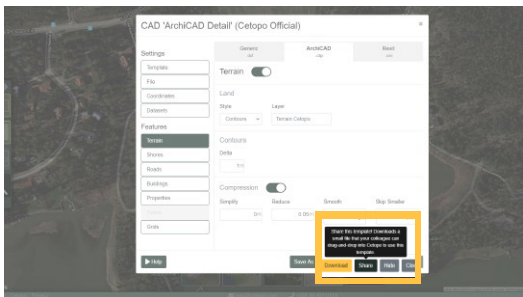 CAD 'ArchiCAD Detail' (Cetopo Official)
×
Settings
Template
File
Coordinates
Datasets
Features
Terrain
Shores
Roads
Buildings
Properties
Grids
Generic
.dxf
ArchiCAD
Revit
Terrain
Land
Style
Layer
Contours
Terrain Cetopo
Contours
Delta
Compression
Simplify
Reduce
Smooth
Skip Smaller
Share this template! Downloads a
small file that your colleague can
drag-and-drop into Cetopo to use this
template.
Help
Save As
Download
Share
Hide